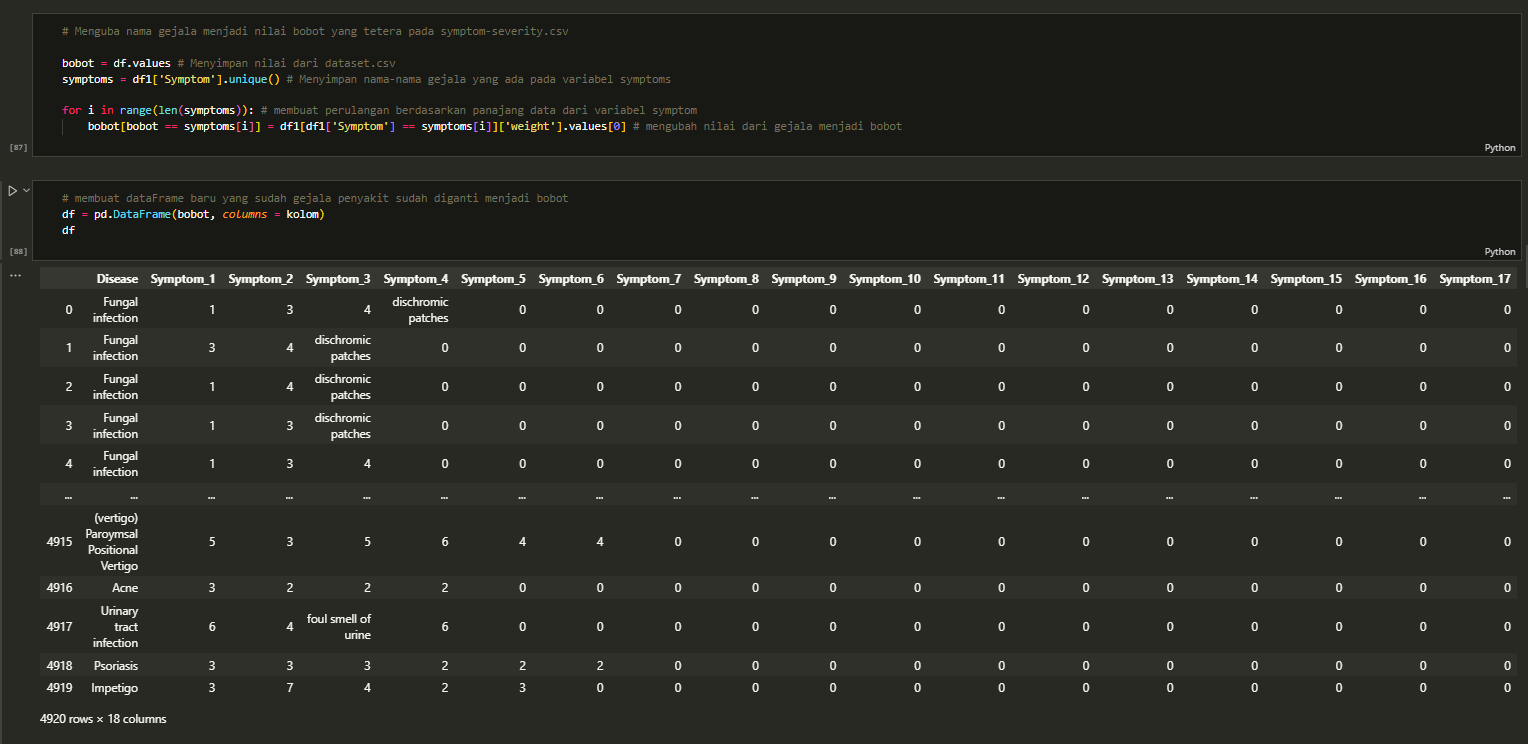 # Menguba nama gejala menjadi nilai bobot yang tetera pada symptom-severity.csv
bobot = df.values # Menyimpan nilai dari dataset.csv
symptoms = df1['Symptom'].unique() # Menyimpan nama-nama gejala yang ada pada variabel symptoms
for i in range(len(symptoms)): # membuat perulangan berdasarkan panajang data dari variabel symptom
bobot[bobot == symptoms[i]] = df1[df1['Symptom'] == symptoms[i]]['weight'].values[0] # mengubah nilai dari gejala menjadi bobot
[87]
Python
# membuat dataFrame baru yang sudah gejala penyakit sudah diganti menjadi bobot
df = pd.DataFrame(bobot, columns = kolom)
df
[88]
Python
...
Disease Symptom_1 Symptom_2 Symptom_3 Symptom_4 Symptom_5 Symptom_6 Symptom_7 Symptom_8 Symptom_9 Symptom_10 Symptom_11 Symptom_12 Symptom_13 Symptom_14 Symptom_15 Symptom_16 Symptom_17
Fungal dischromic
0 1 3 4 0 0 0 0 0 0 0 0 0 0 0 0 0
infection patches
Fungal dischromic
1 3 4 0 0 0 0 0 0 0 0 0 0 0 0 0 0
infection patches
Fungal dischromic
2 1 4 0 0 0 0 0 0 0 0 0 0 0 0 0 0
infection patches
Fungal dischromic
3 1 3 0 0 0 0 0 0 0 0 0 0 0 0 0 0
infection patches
Fungal
4 1 3 4 0 0 0 0 0 0 0 0 0 0 0 0 0 0
infection
... ... ... ... ... ... ... ... ... ... ... ... ... ... ... ... ... ... ... ...
(vertigo)
Paroymsal
4915 5 3 5 6 4 4 0 0 0 0 0 0 0 0 0 0 0
Positional
Vertigo
4916 Acne 3 2 2 2 0 0 0 0 0 0 0 0 0 0 0 0 0
Urinary
foul smell of
4917 tract 6 4 6 0 0 0 0 0 0 0 0 0 0 0 0 0
urine
infection
4918 Psoriasis 3 3 3 2 2 2 0 0 0 0 0 0 0 0 0 0 0
4919 Impetigo 3 7 4 2 3 0 0 0 0 0 0 0 0 0 0 0 0
4920 rows × 18 columns